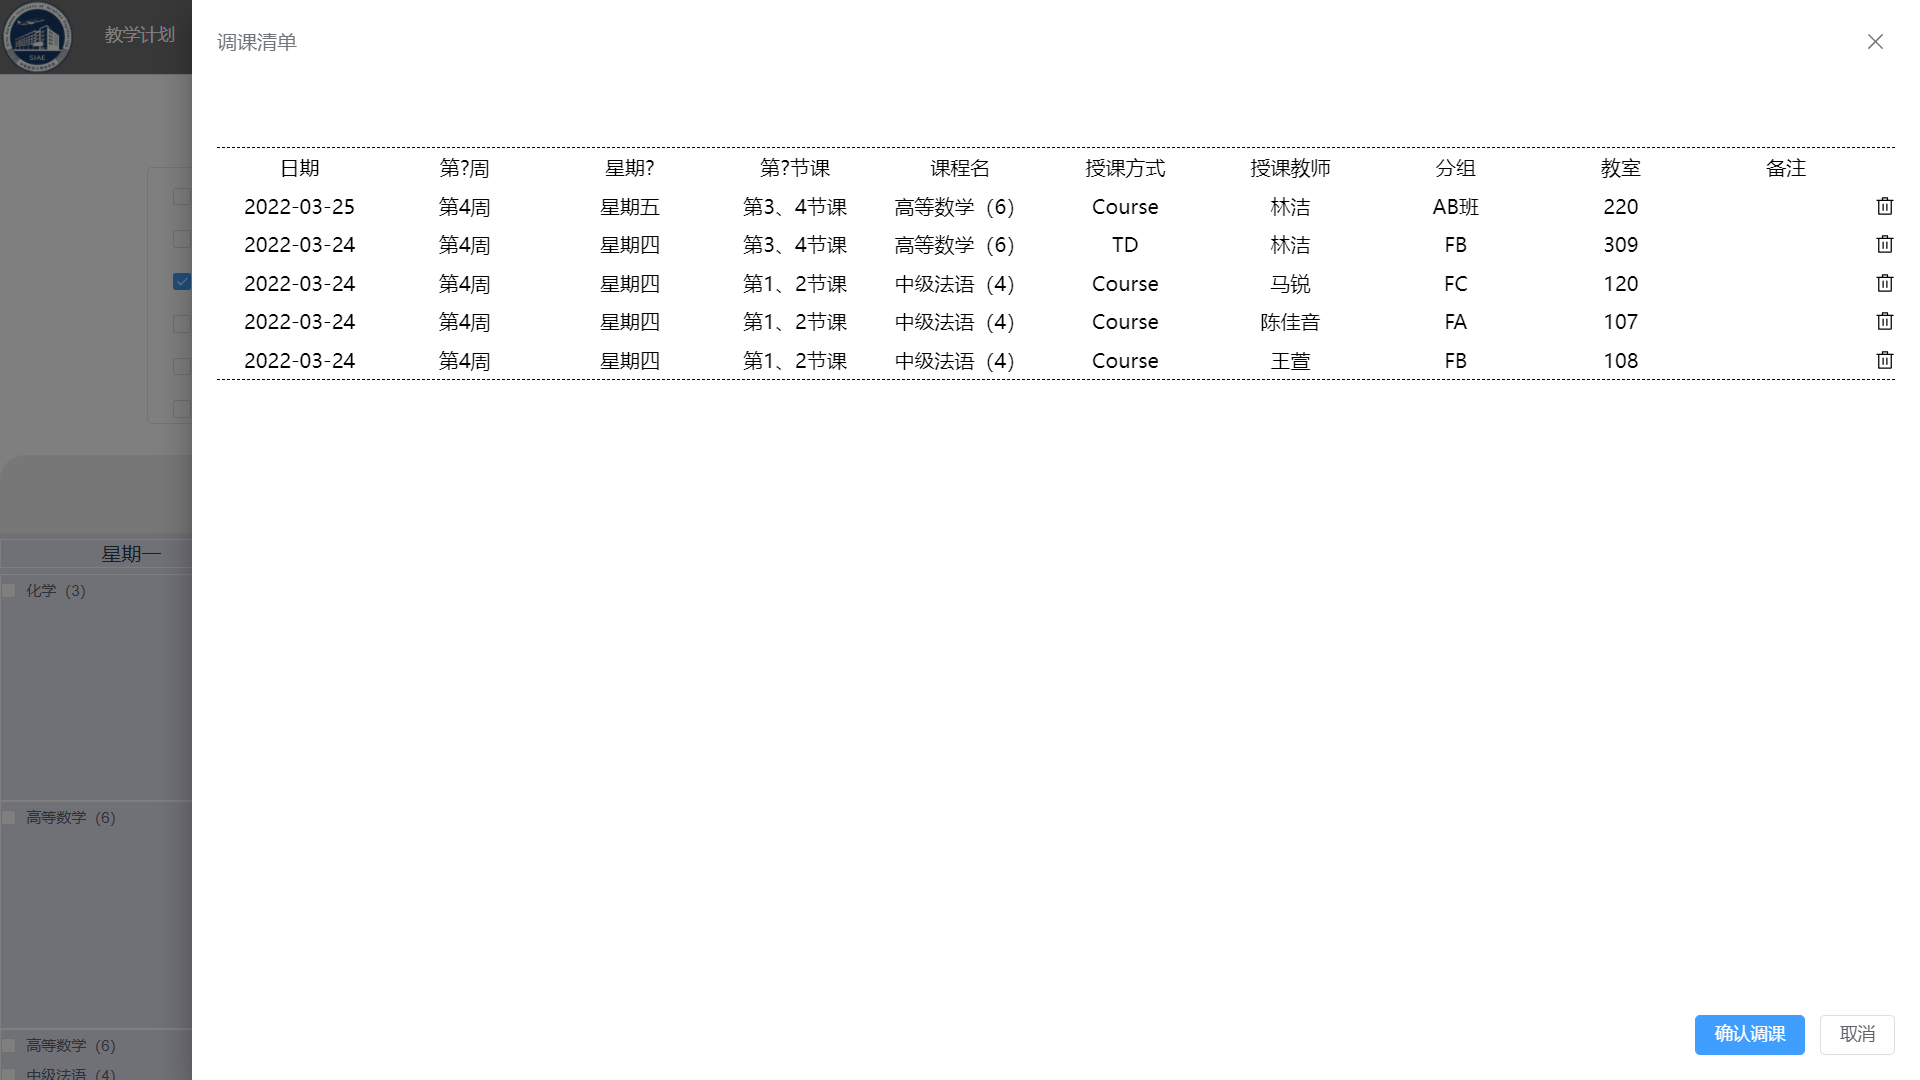 SIAE
教学计划
调课清单
日期 第?周 星期? 第?节课 课程名 授课方式 授课教师 分组 教室 备注
2022-03-25 第4周 星期五 第3、4节课 高等数学（6） Course 林洁 AB班 220
2022-03-24 第4周 星期四 第3、4节课 高等数学（6） TD 林洁 FB 309
2022-03-24 第4周 星期四 第1、2节课 中级法语（4） Course 马锐 FC 120
2022-03-24 第4周 星期四 第1、2节课 中级法语（4） Course 陈佳音 FA 107
2022-03-24 第4周 星期四 第1、2节课 中级法语（4） Course 王萱 FB 108
星期一
化学（3）
高等数学（6）
高等数学（6）
中级法语（4）
确认调课 取消